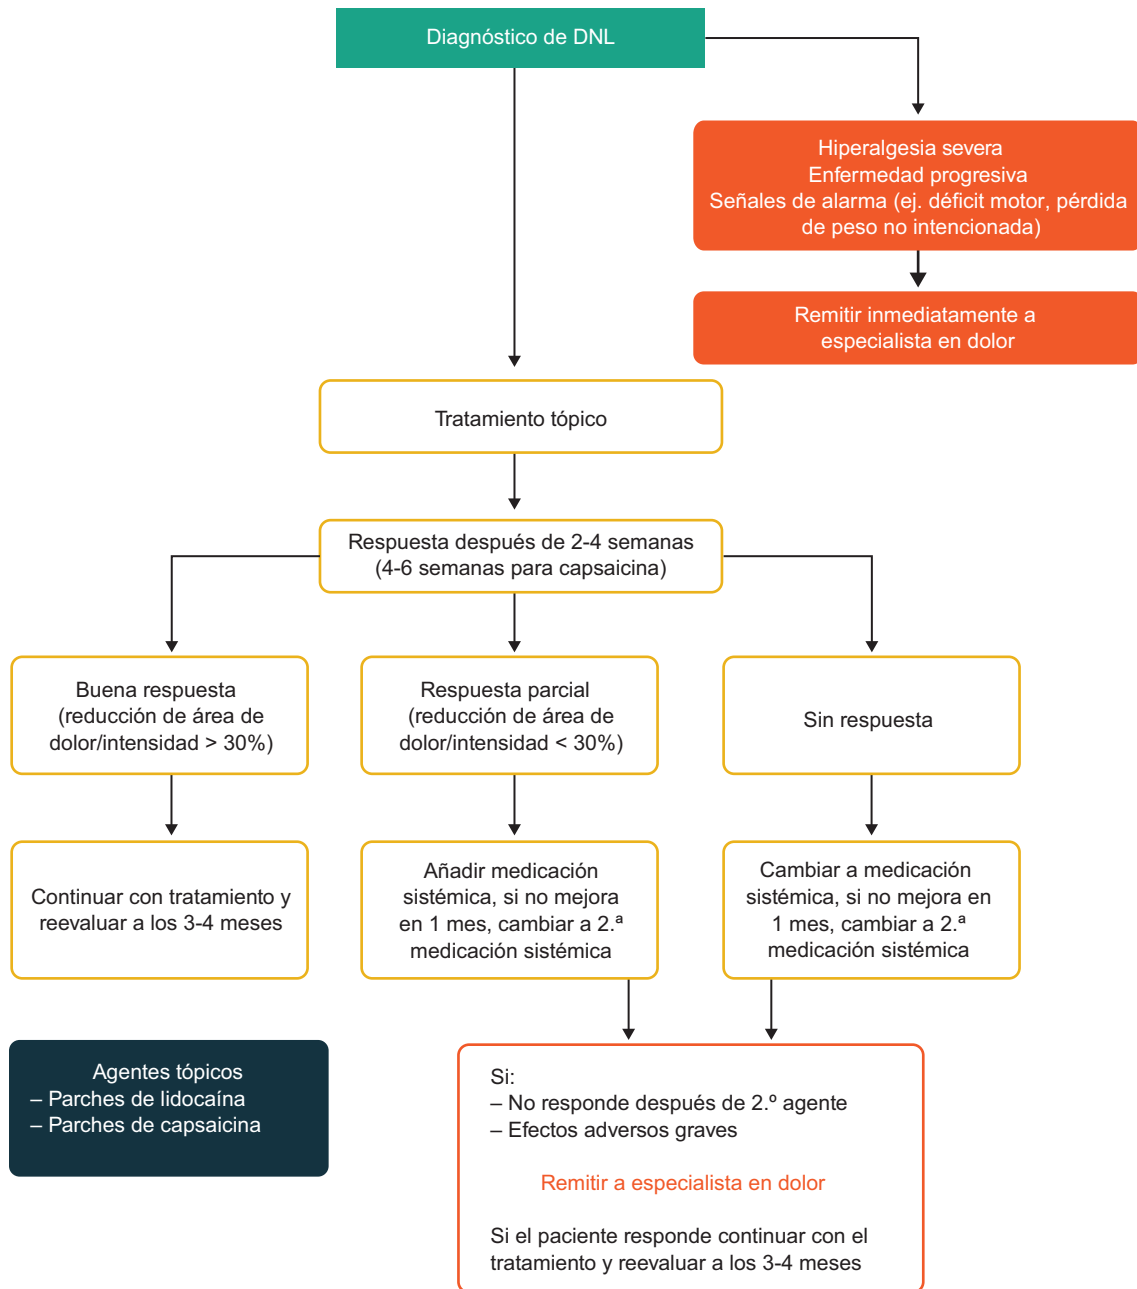 Diagnóstico de DNL
Hiperalgesia severa
Enfermedad progresiva
Señales de alarma (ej. déficit motor, pérdida
de peso no intencionada)
Remitir inmediatamente a
especialista en dolor
Tratamiento tópico
Respuesta después de 2-4 semanas
(4-6 semanas para capsaicina)
Buena respuesta
(reducción de área de
dolor/intensidad > 30%)
Respuesta parcial
(reducción de área de
dolor/intensidad < 30%)
Sin respuesta
Continuar con tratamiento y
reevaluar a los 3-4 meses
Añadir medicación
sistémica, si no mejora
en 1 mes, cambiar a 2.ª
medicación sistémica
Cambiar a medicación
sistémica, si no mejora en
1 mes, cambiar a 2.ª
medicación sistémica
Agentes tópicos
– Parches de lidocaína
– Parches de capsaicina
Si:
– No responde después de 2.º agente
– Efectos adversos graves
Remitir a especialista en dolor
Si el paciente responde continuar con el
tratamiento y reevaluar a los 3-4 meses